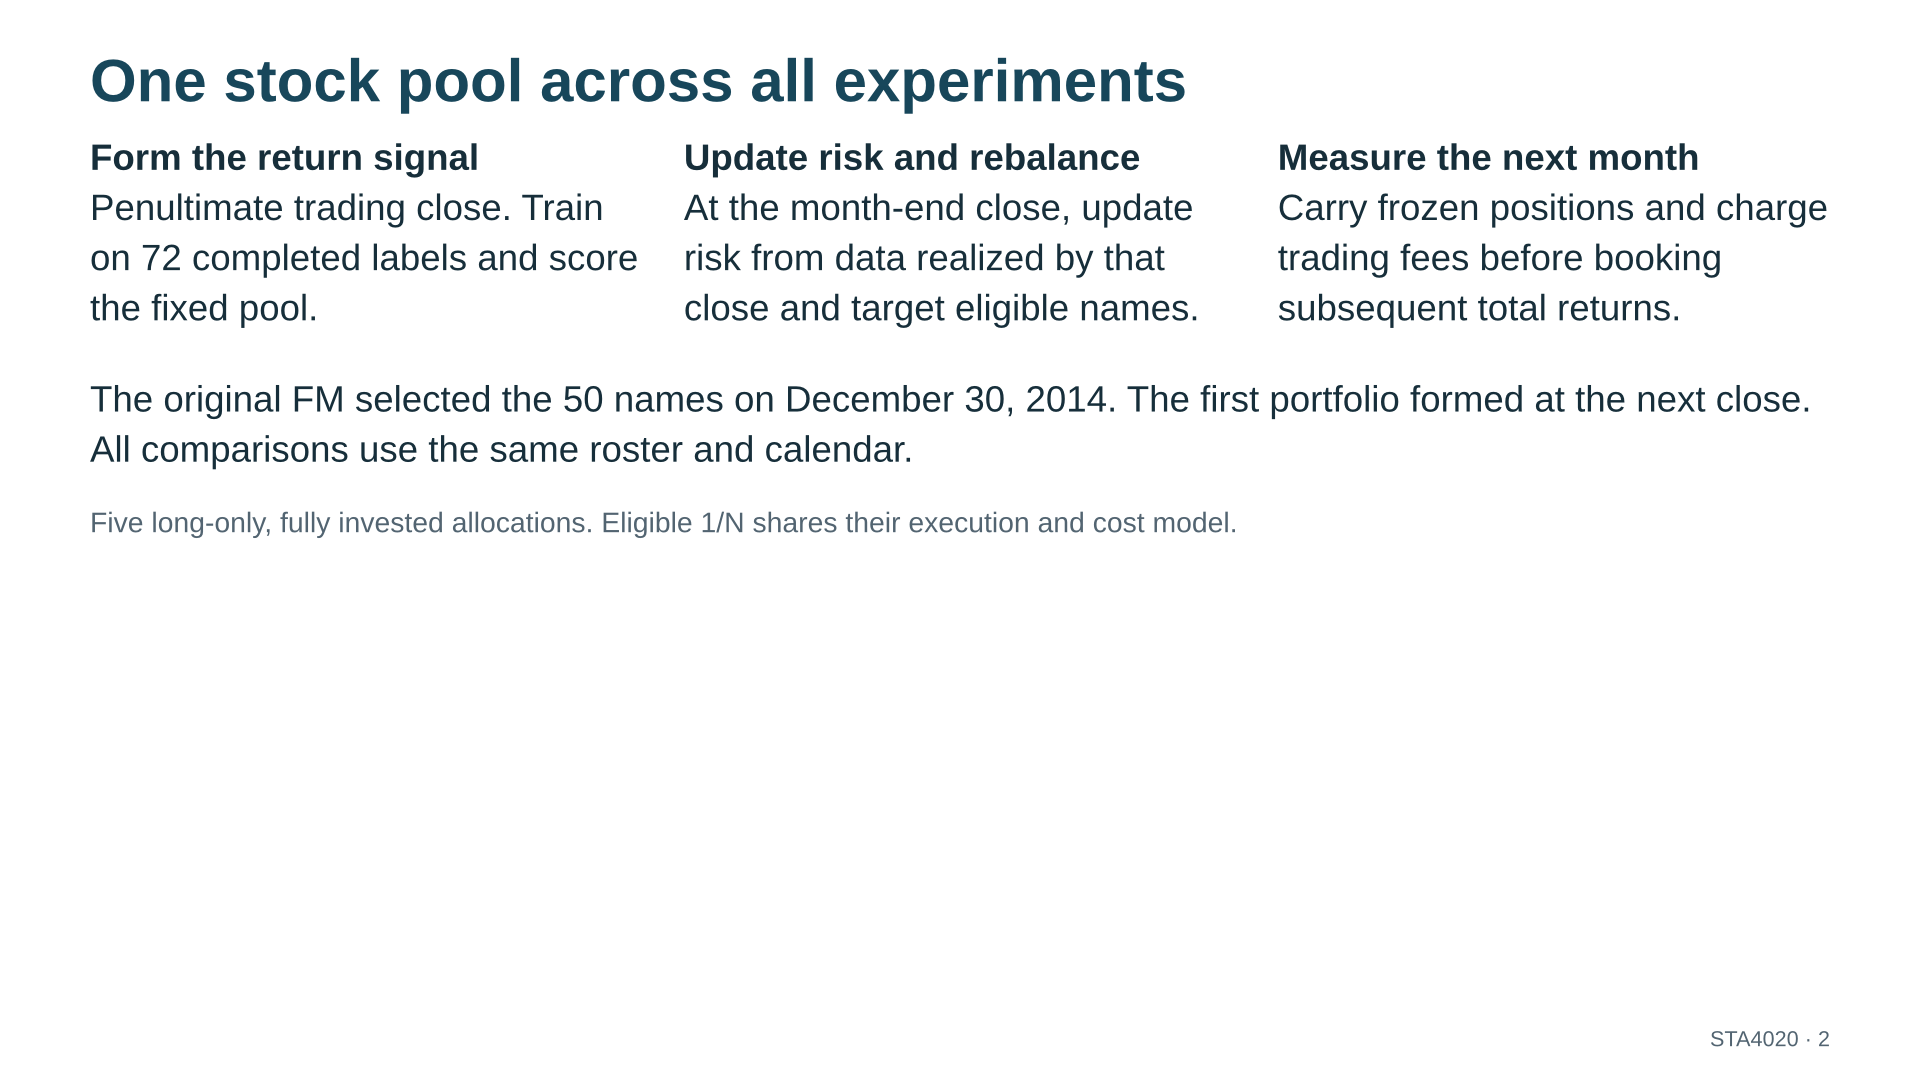 One stock pool across all experiments
Form the return signal
Penultimate trading close. Train
on 72 completed labels and score
the fixed pool.
Update risk and rebalance
At the month-end close, update
risk from data realized by that
close and target eligible names.
Measure the next month
Carry frozen positions and charge
trading fees before booking
subsequent total returns.
The original FM selected the 50 names on December 30, 2014. The first portfolio formed at the next close.
All comparisons use the same roster and calendar.
Five long-only, fully invested allocations. Eligible 1/N shares their execution and cost model.
STA4020 · 2